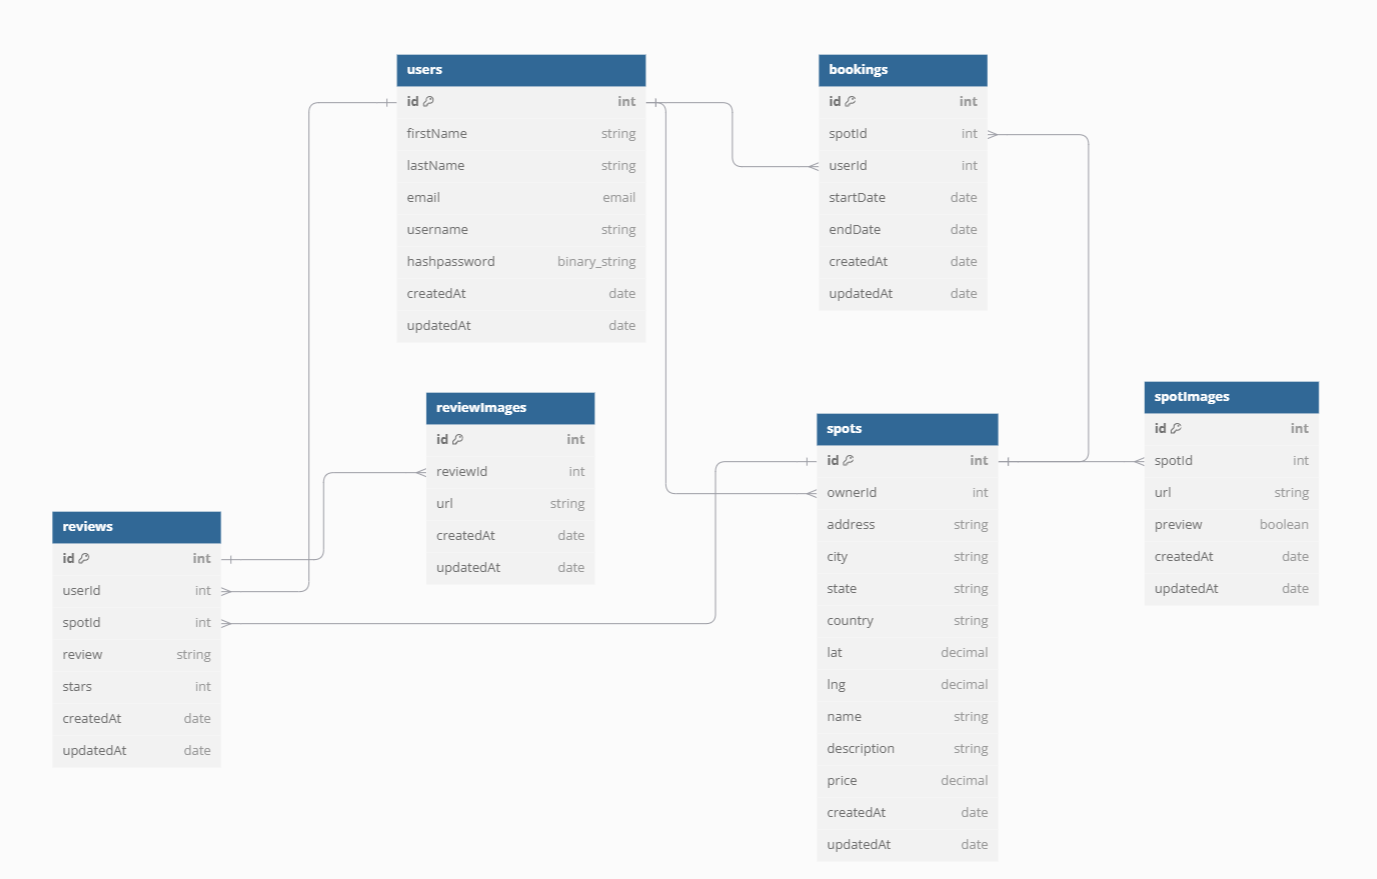 users
id int
firstName string
lastName string
email email
username string
hashpassword binary_string
createdAt date
updatedAt date
bookings
id int
spotId int
userId int
startDate date
endDate date
createdAt date
updatedAt date
reviewImages
id int
reviewId int
url string
createdAt date
updatedAt date
spots
id int
ownerId int
address string
city string
state string
country string
lat decimal
lng decimal
name string
description string
price decimal
createdAt date
updatedAt date
spotImages
id int
spotId int
url string
preview boolean
createdAt date
updatedAt date
reviews
id int
userId int
spotId int
review string
stars int
createdAt date
updatedAt date